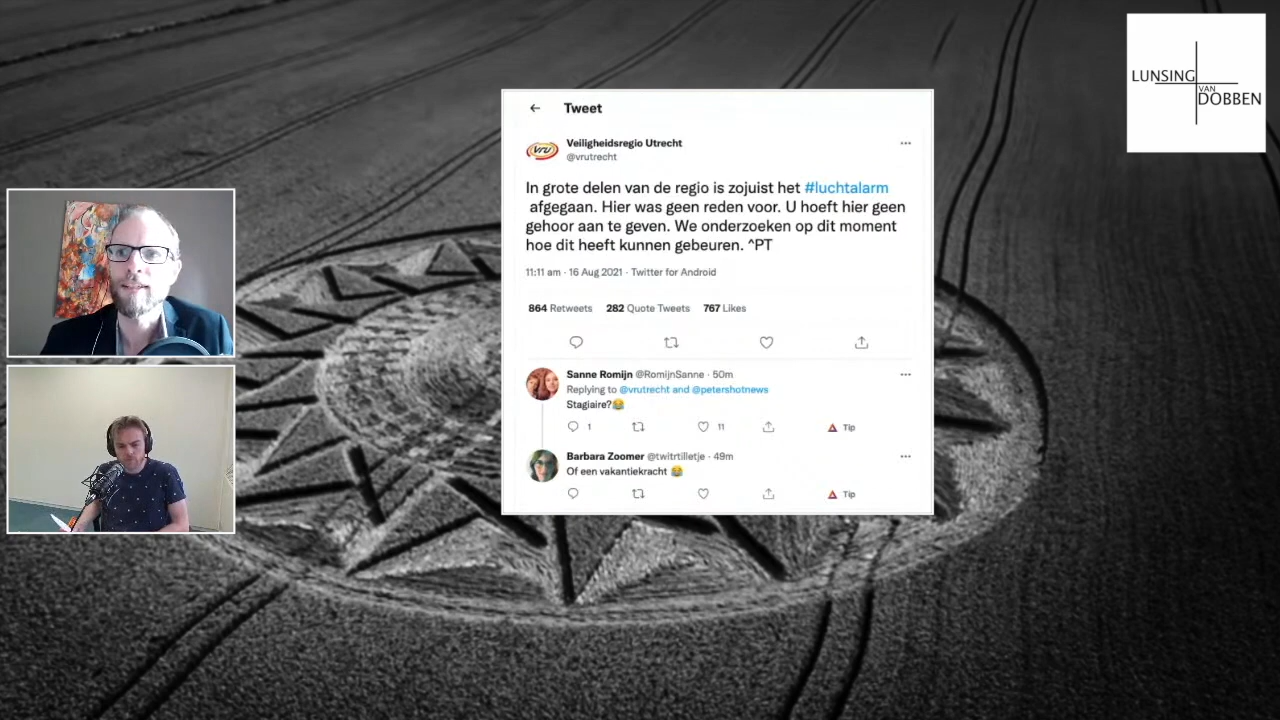 LUNSING
VAN
DOBBEN
← Tweet
vru
Veiligheidsregio Utrecht
@vrutrecht
In grote delen van de regio is zojuist het #luchtalarm
afgegaan. Hier was geen reden voor. U hoeft hier geen
gehoor aan te geven. We onderzoeken op dit moment
hoe dit heeft kunnen gebeuren. ^PT
11:11 am · 16 Aug 2021 · Twitter for Android
864 Retweets 282 Quote Tweets 767 Likes
Sanne Romijn @RomijnSanne · 50m
Replying to @vrutrecht and @petershotnews
Stagiaire?😂
1 11 Tip
Barbara Zoomer @twitrtilletje · 49m
Of een vakantiekracht 😂
Tip